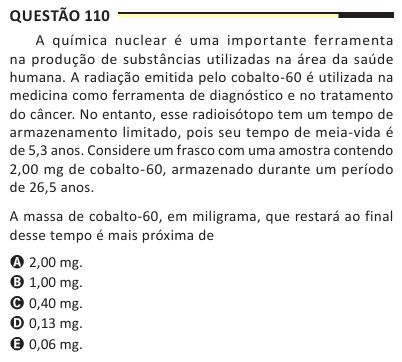 QUESTÃO 110
A química nuclear é uma importante ferramenta
na produção de substâncias utilizadas na área da saúde
humana. A radiação emitida pelo cobalto-60 é utilizada na
medicina como ferramenta de diagnóstico e no tratamento
do câncer. No entanto, esse radioisótopo tem um tempo de
armazenamento limitado, pois seu tempo de meia-vida é
de 5,3 anos. Considere um frasco com uma amostra contendo
2,00 mg de cobalto-60, armazenado durante um período
de 26,5 anos.
A massa de cobalto-60, em miligrama, que restará ao final
desse tempo é mais próxima de
A 2,00 mg.
B 1,00 mg.
C 0,40 mg.
D 0,13 mg.
E 0,06 mg.